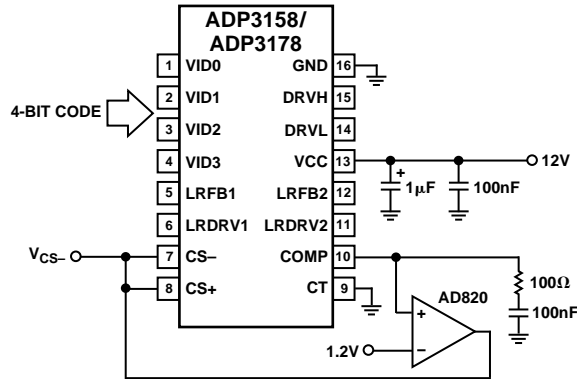 ADP3158/
ADP3178
1 VID0 GND 16
2 VID1 DRVH 15
4-BIT CODE
3 VID2 DRVL 14
4 VID3 VCC 13 12V
+
1μF 100nF
5 LRFB1 LRFB2 12
6 LRDRV1 LRDRV2 11
VCS– 7 CS– COMP 10
8 CS+ CT 9
100Ω
100nF
AD820
+
1.2V –